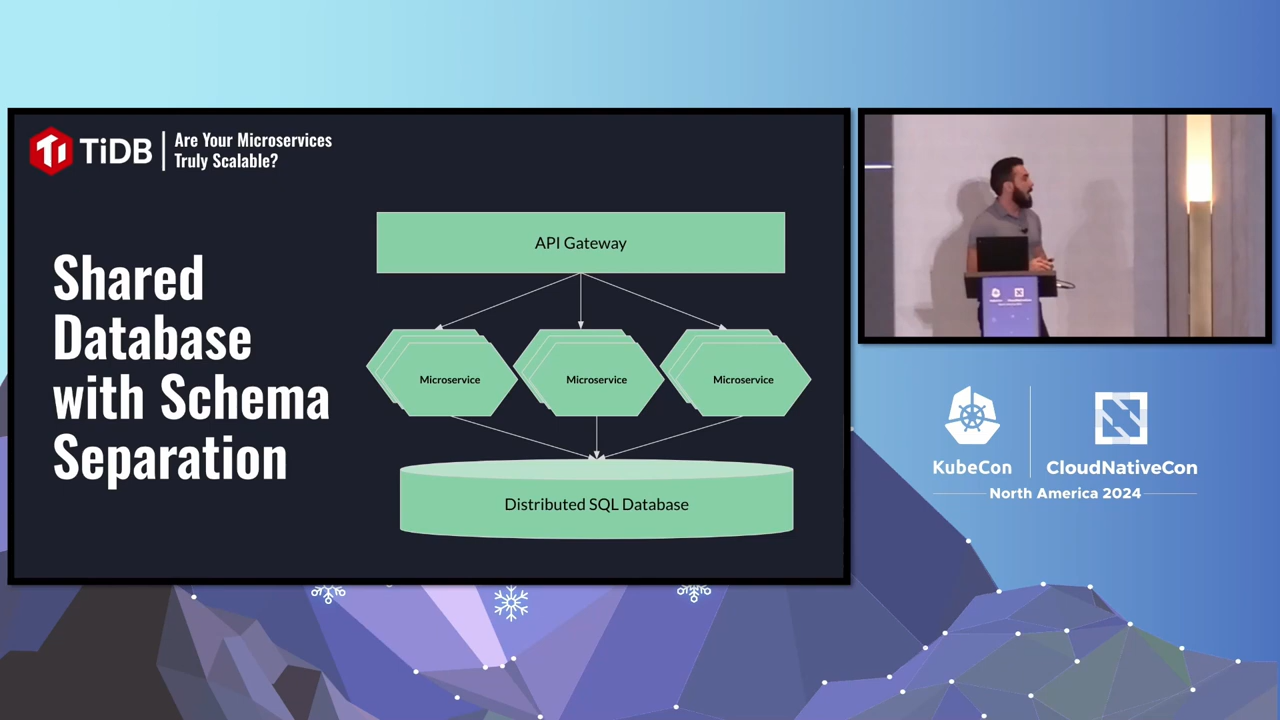 TiDB
Are Your Microservices
Truly Scalable?
Shared
Database
with Schema
Separation
API Gateway
Microservice
Microservice
Microservice
Distributed SQL Database
KubeCon
CloudNativeCon
North America 2024